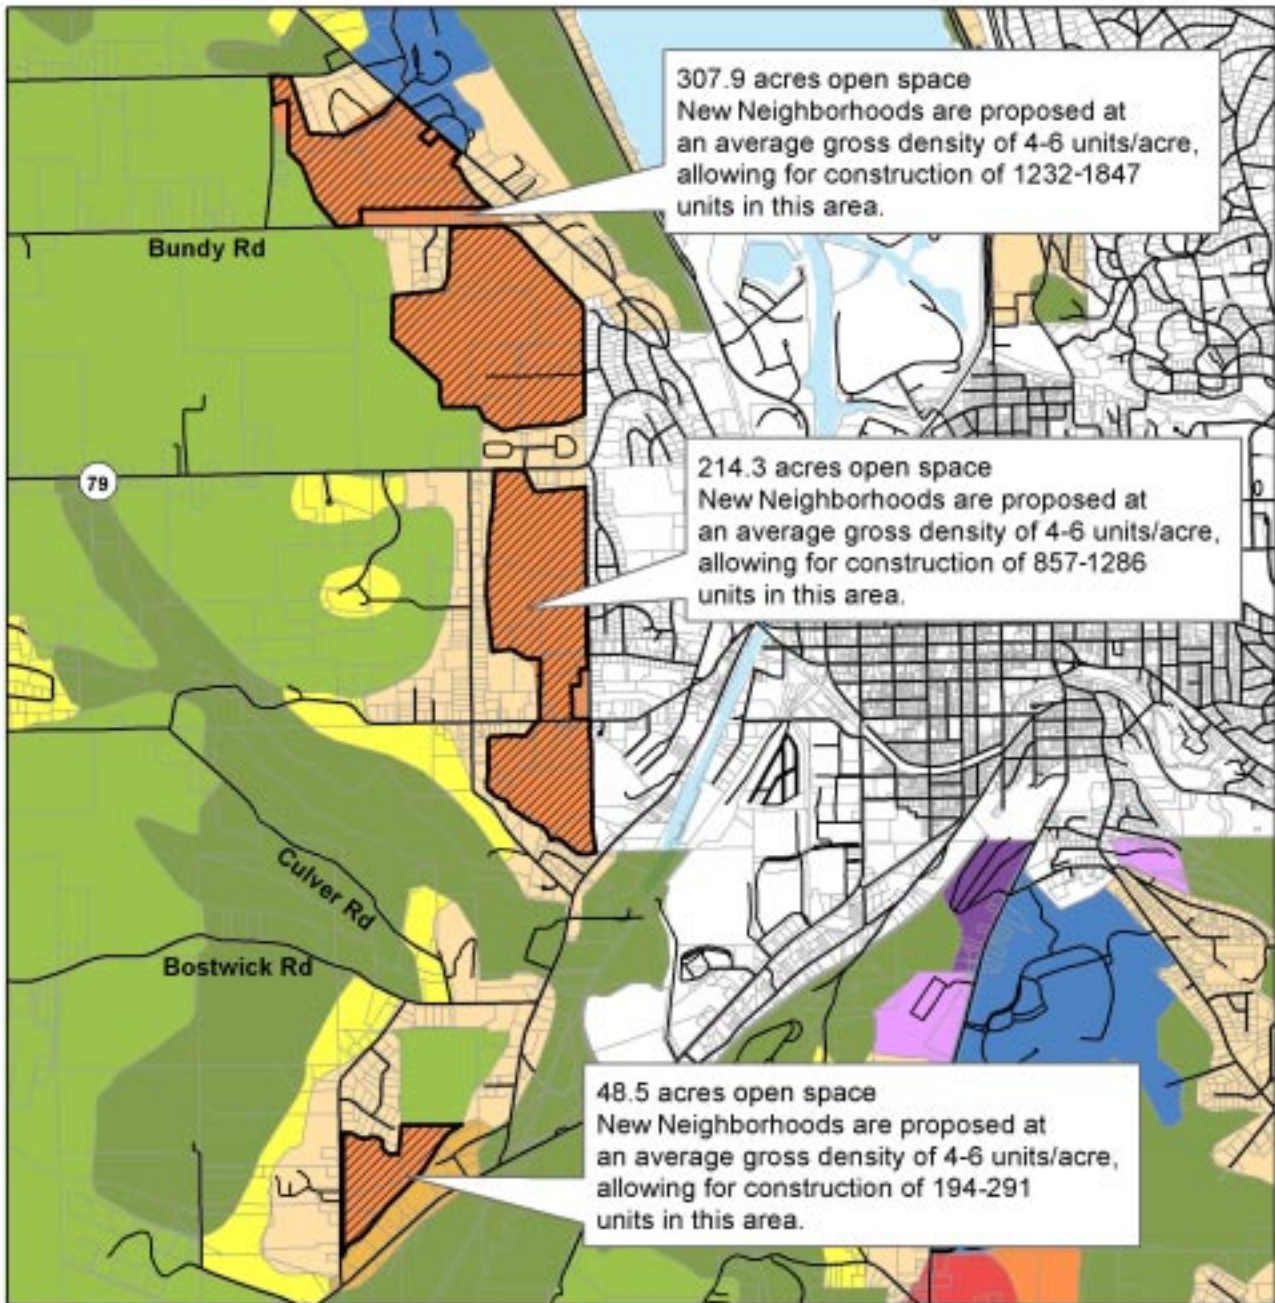 307.9 acres open space
New Neighborhoods are proposed at
an average gross density of 4-6 units/acre,
allowing for construction of 1232-1847
units in this area.
Bundy Rd
214.3 acres open space
New Neighborhoods are proposed at
an average gross density of 4-6 units/acre,
allowing for construction of 857-1286
units in this area.
79
Culver Rd
Bostwick Rd
48.5 acres open space
New Neighborhoods are proposed at
an average gross density of 4-6 units/acre,
allowing for construction of 194-291
units in this area.